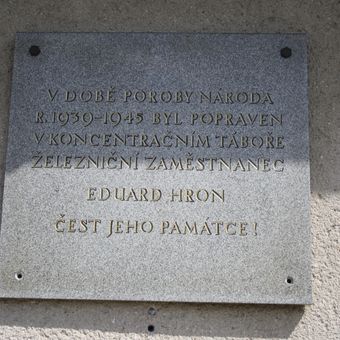 V DOBĚ POROBY NÁRODA
R. 1939-1945 BYL POPRAVEN
V KONCENTRAČNÍM TÁBOŘE
ŽELEZNIČNÍ ZAMĚSTNANEC
EDUARD HRON
ČEST JEHO PAMÁTCE!